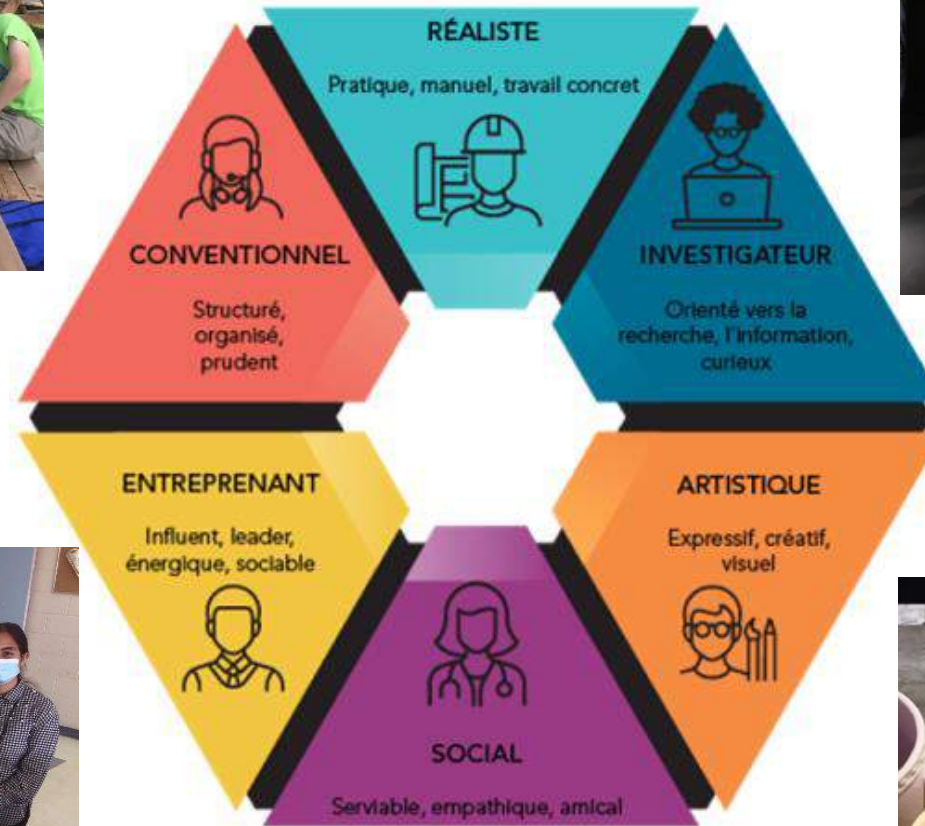 RÉALISTE
Pratique, manuel, travail concret
CONVENTIONNEL
Structuré,
organisé,
prudent
INVESTIGATEUR
Orienté vers la
recherche, l'information,
curieux
ENTREPRENANT
Influent, leader,
énergique, sociable
ARTISTIQUE
Expressif, créatif,
visuel
SOCIAL
Serviable, empathique, amical